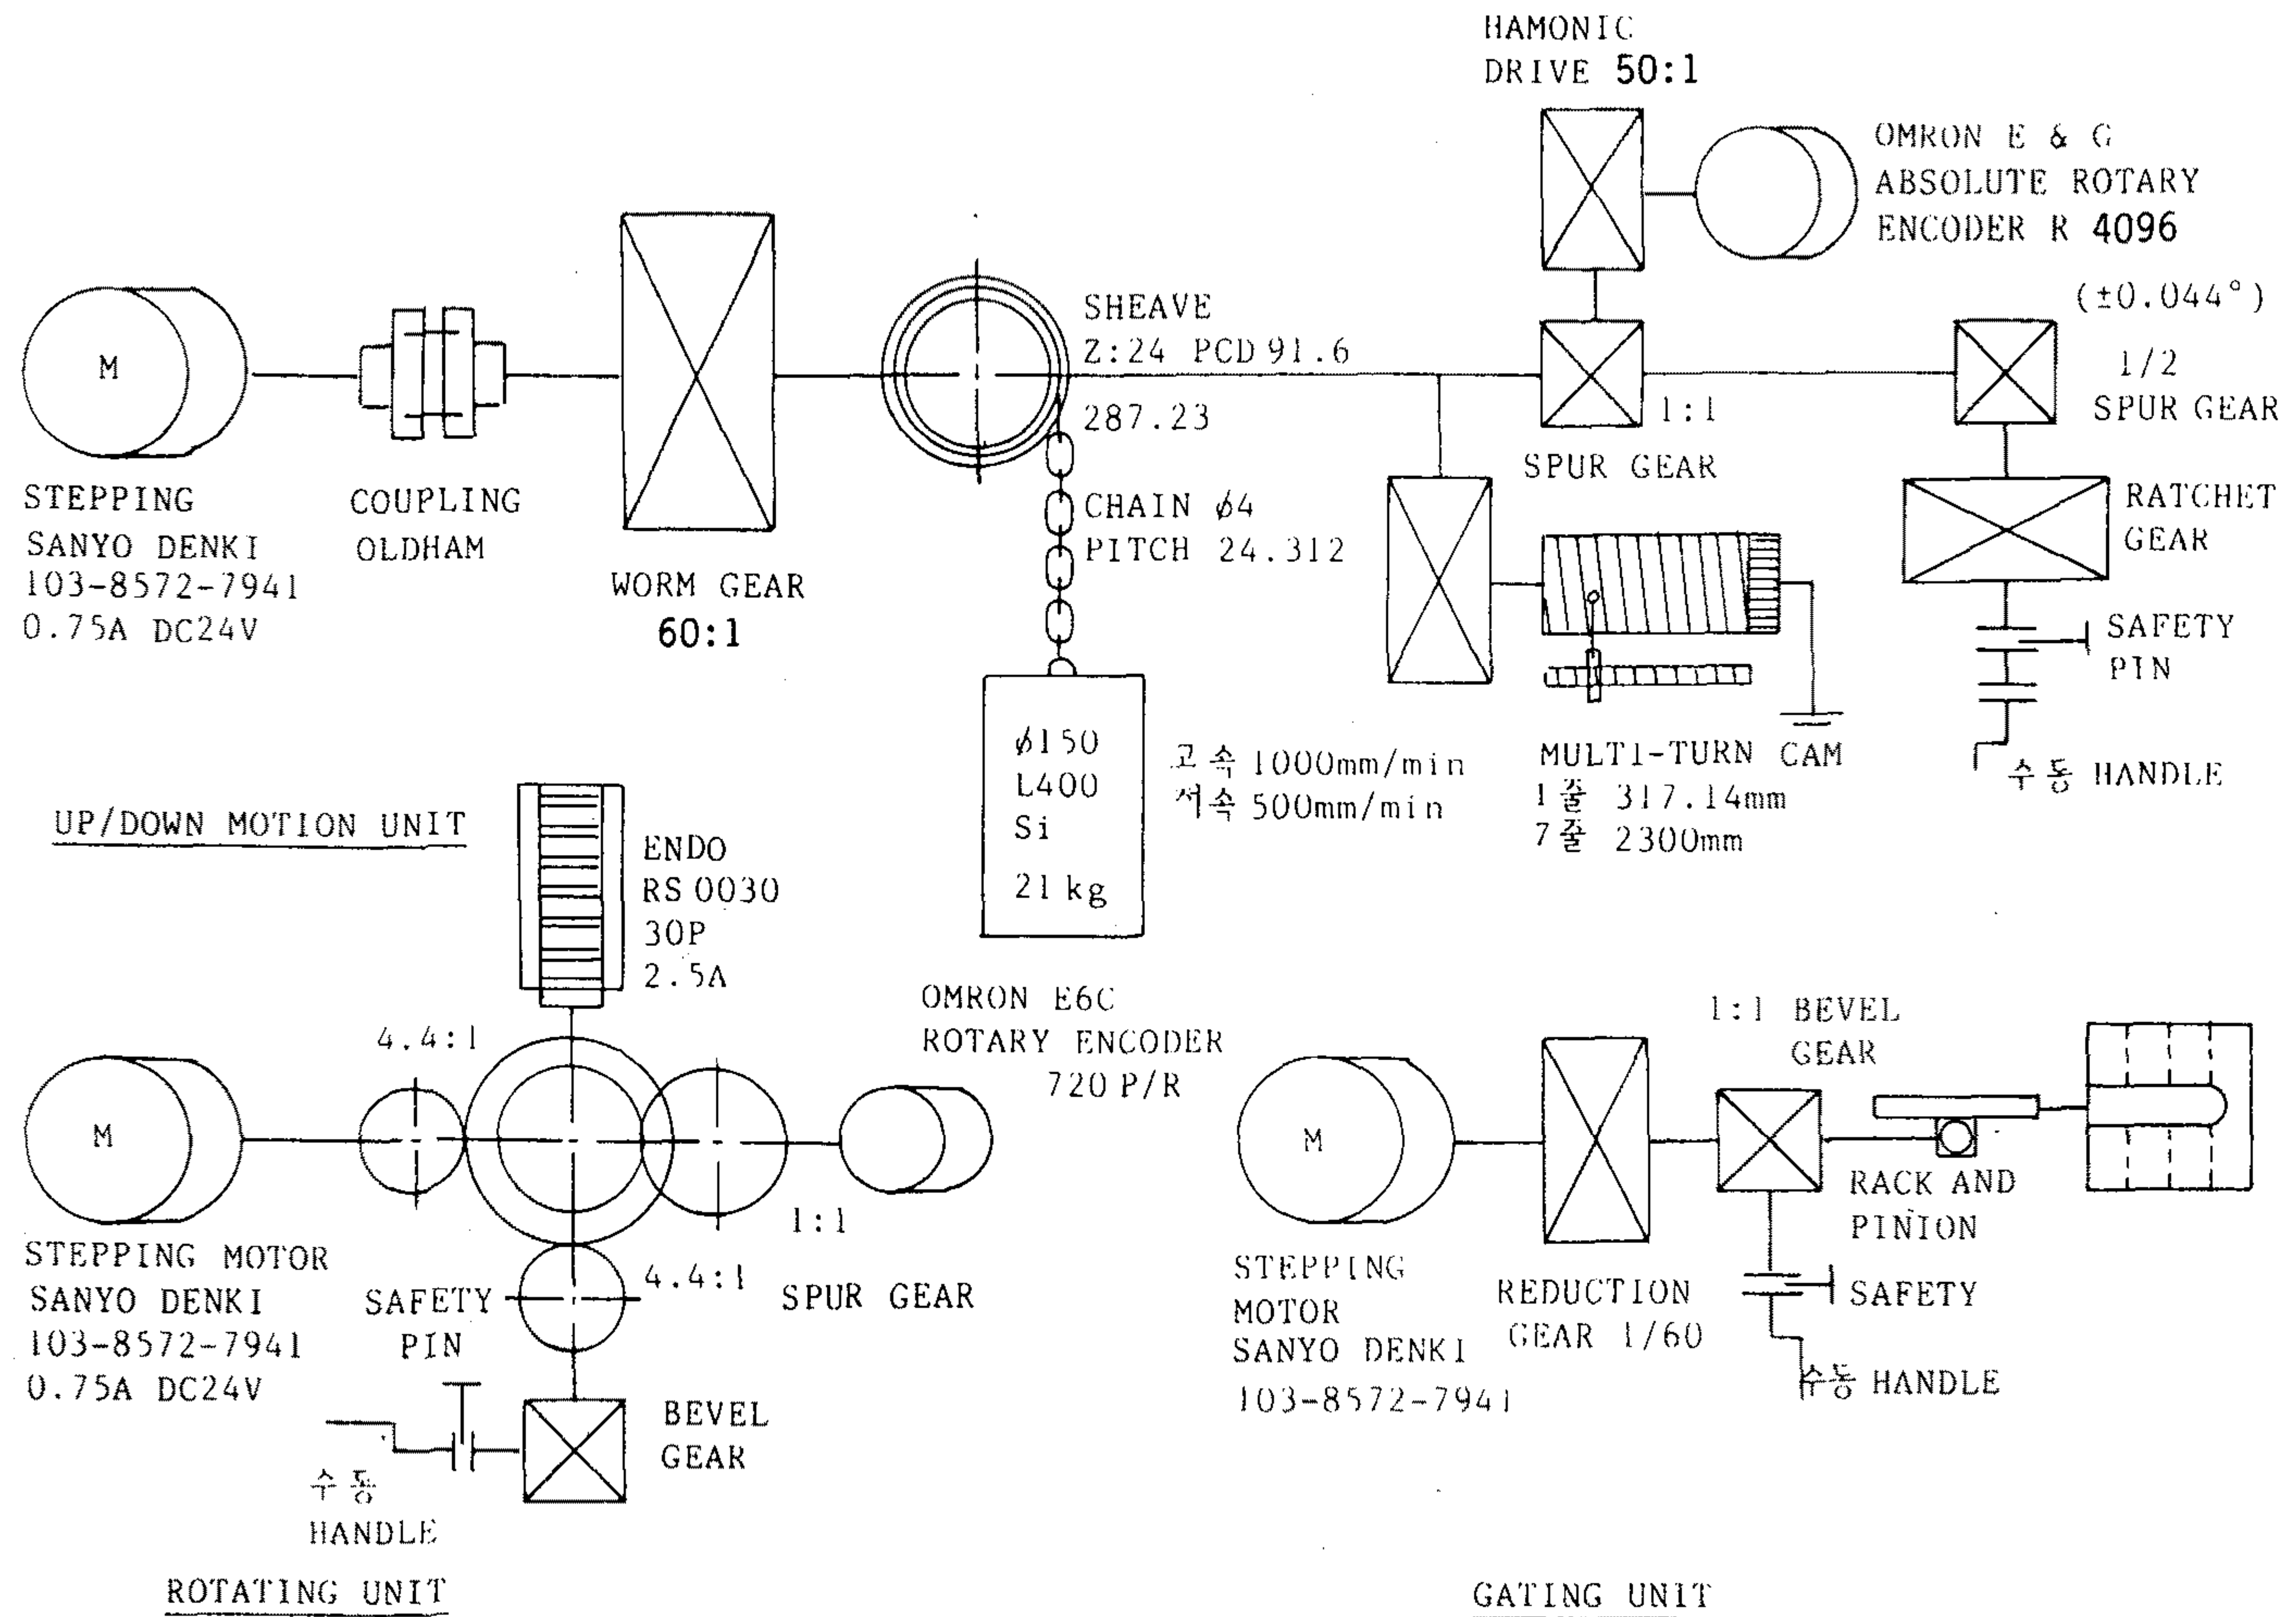 HAMONIC
DRIVE 50:1
OMRON E & G
ABSOLUTE ROTARY
ENCODER R 4096
(±0.044°)
M
STEPPING
SANYO DENKI
103-8572-7941
0.75A DC24V
COUPLING
OLDHAM
WORM GEAR
60:1
SHEAVE
Z:24 PCD 91.6
287.23
CHAIN ø4
PITCH 24.312
1:1
SPUR GEAR
1/2
SPUR GEAR
RATCHET
GEAR
SAFETY
PIN
수동 HANDLE
ø150
L400
Si
21 kg
고속 1000mm/min
저속 500mm/min
MULTI-TURN CAM
1줄 317.14mm
7줄 2300mm
UP/DOWN MOTION UNIT
ENDO
RS 0030
30P
2.5A
4.4:1
M
STEPPING MOTOR
SANYO DENKI
103-8572-7941
0.75A DC24V
OMRON E6C
ROTARY ENCODER
720 P/R
1:1
SPUR GEAR
4.4:1
SAFETY
PIN
BEVEL
GEAR
수동
HANDLE
ROTATING UNIT
1:1 BEVEL
GEAR
M
STEPPING
MOTOR
SANYO DENKI
103-8572-7941
REDUCTION
GEAR 1/60
RACK AND
PINION
SAFETY
수동 HANDLE
GATING UNIT